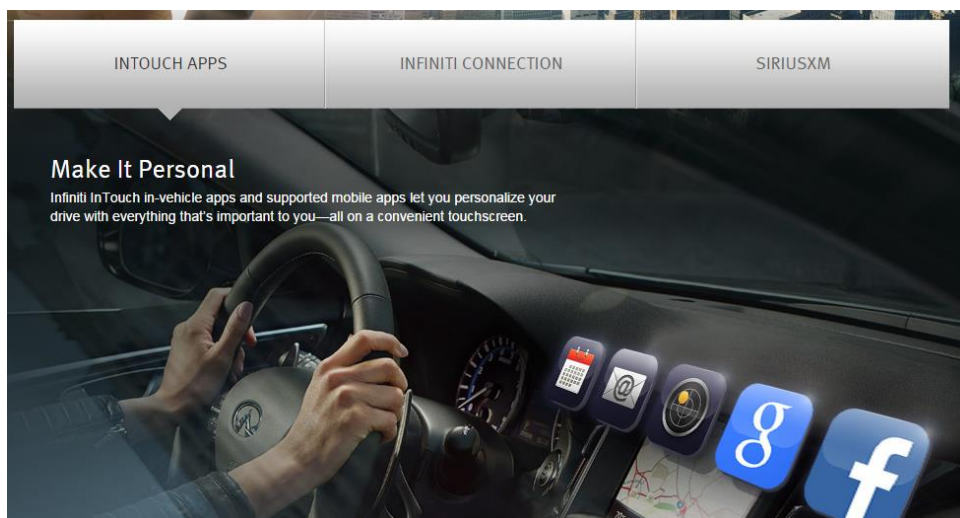 INTOUCH APPS
INFINITI CONNECTION
SIRIUSXM
Make It Personal
Infiniti InTouch in-vehicle apps and supported mobile apps let you personalize your
drive with everything that's important to you—all on a convenient touchscreen.
@
g
f